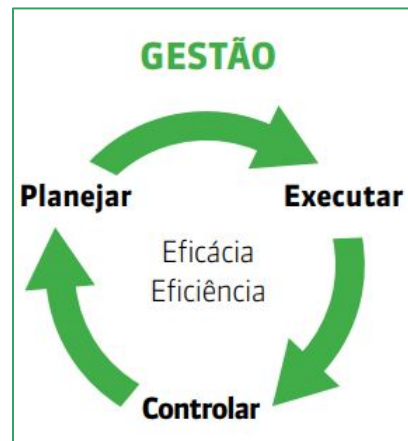 GESTÃO
Planejar
Executar
Eficácia
Eficiência
Controlar